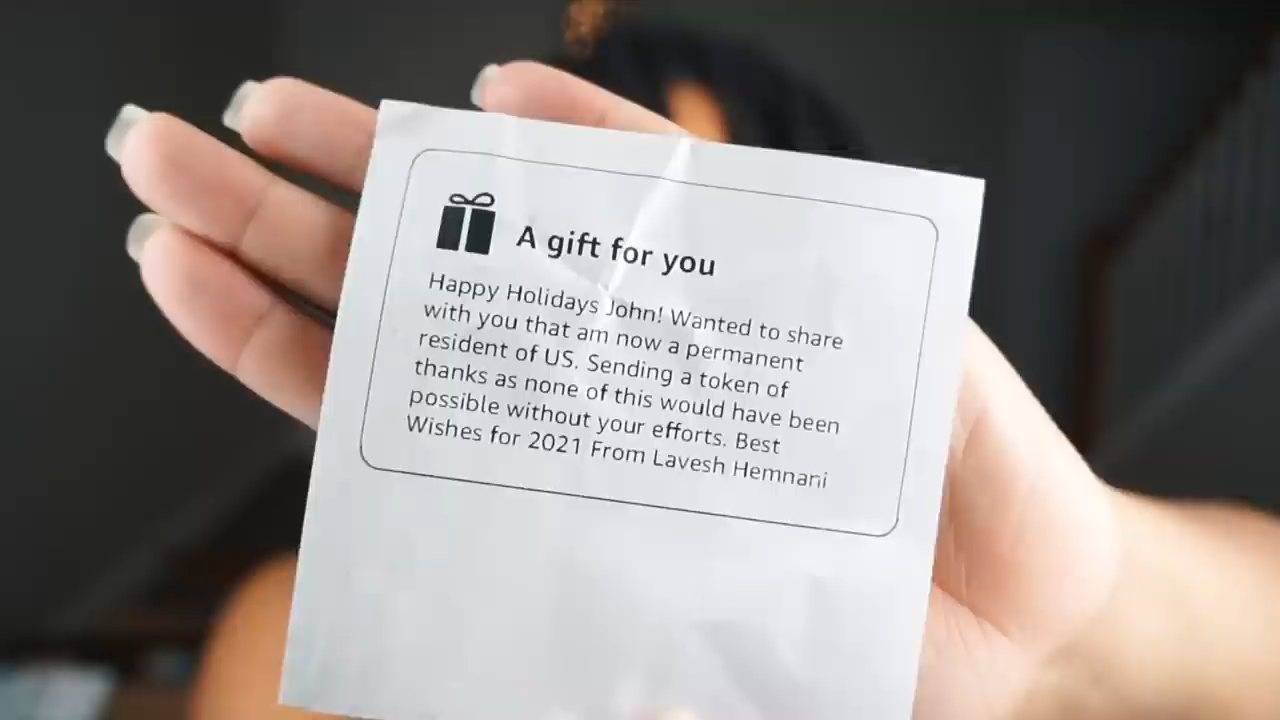 A gift for you
Happy Holidays John! Wanted to share
with you that am now a permanent
resident of US. Sending a token of
thanks as none of this would have been
possible without your efforts. Best
Wishes for 2021 From Lavesh Hemnani